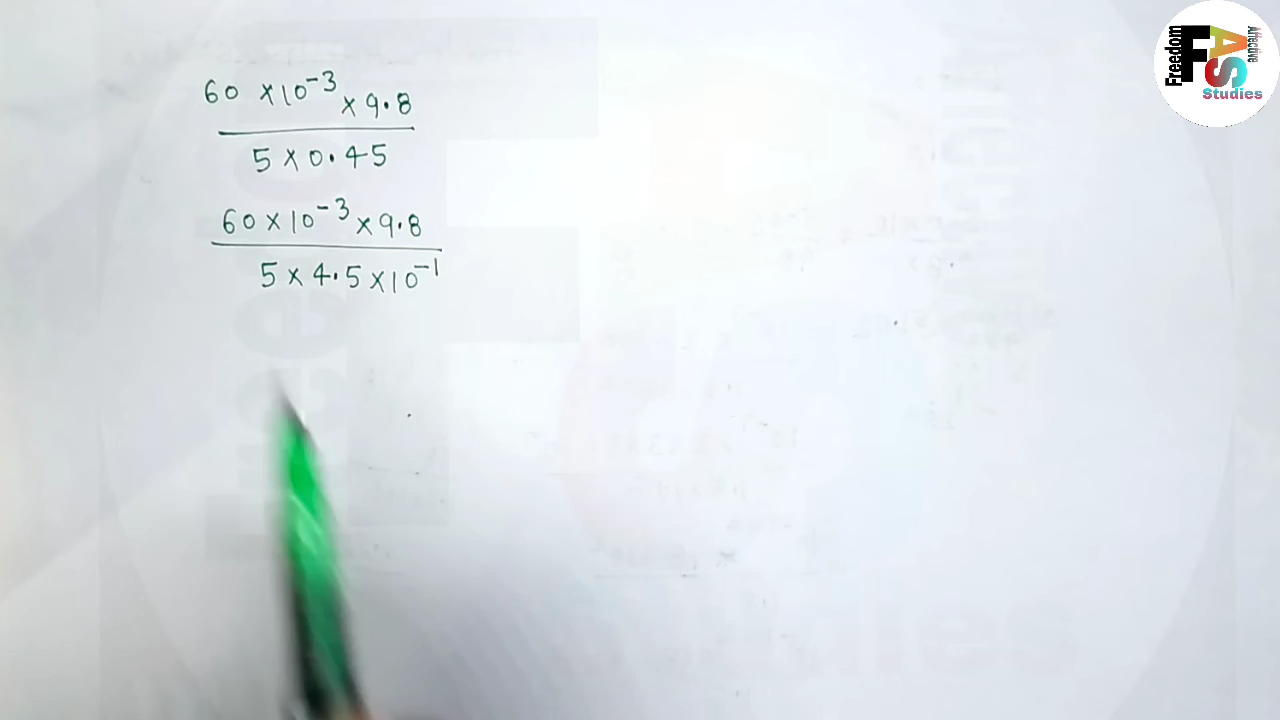 60 ×10⁻³ × 9.8
5 × 0.45
60×10⁻³ × 9.8
5 × 4.5 × 10⁻¹
Freedom
FAS
Affective
Studies